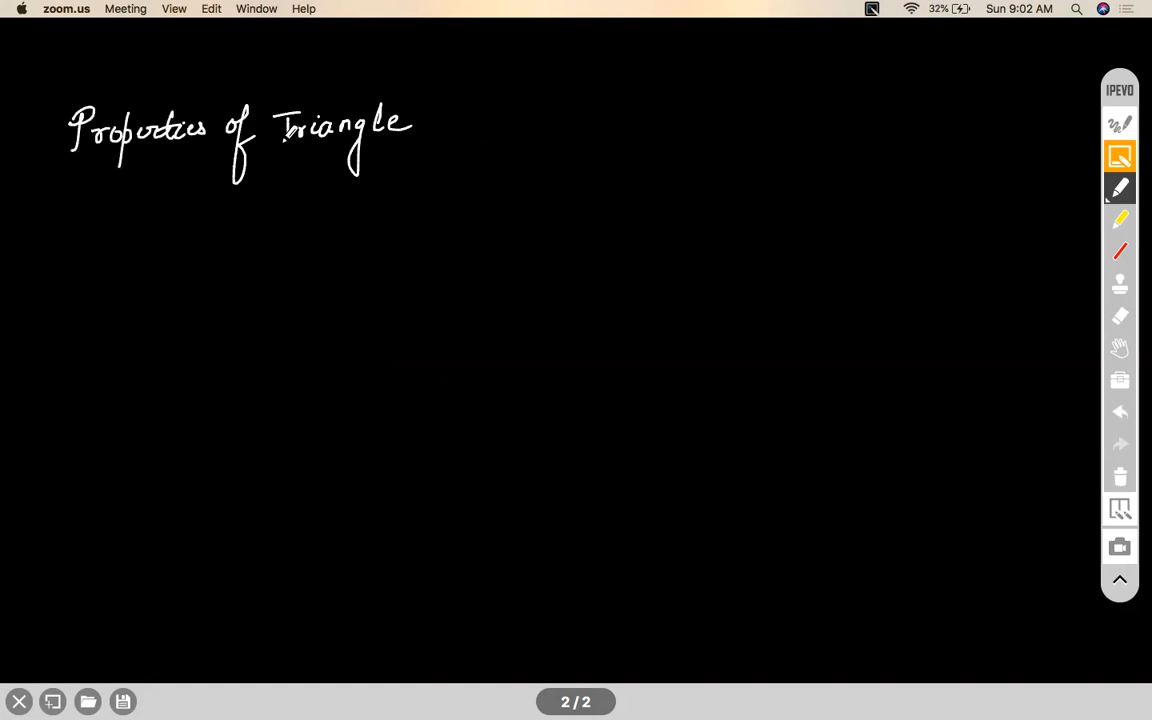 zoom.us Meeting View Edit Window Help 32% Sun 9:02 AM
IPEVO
Properties of Triangle
2/2